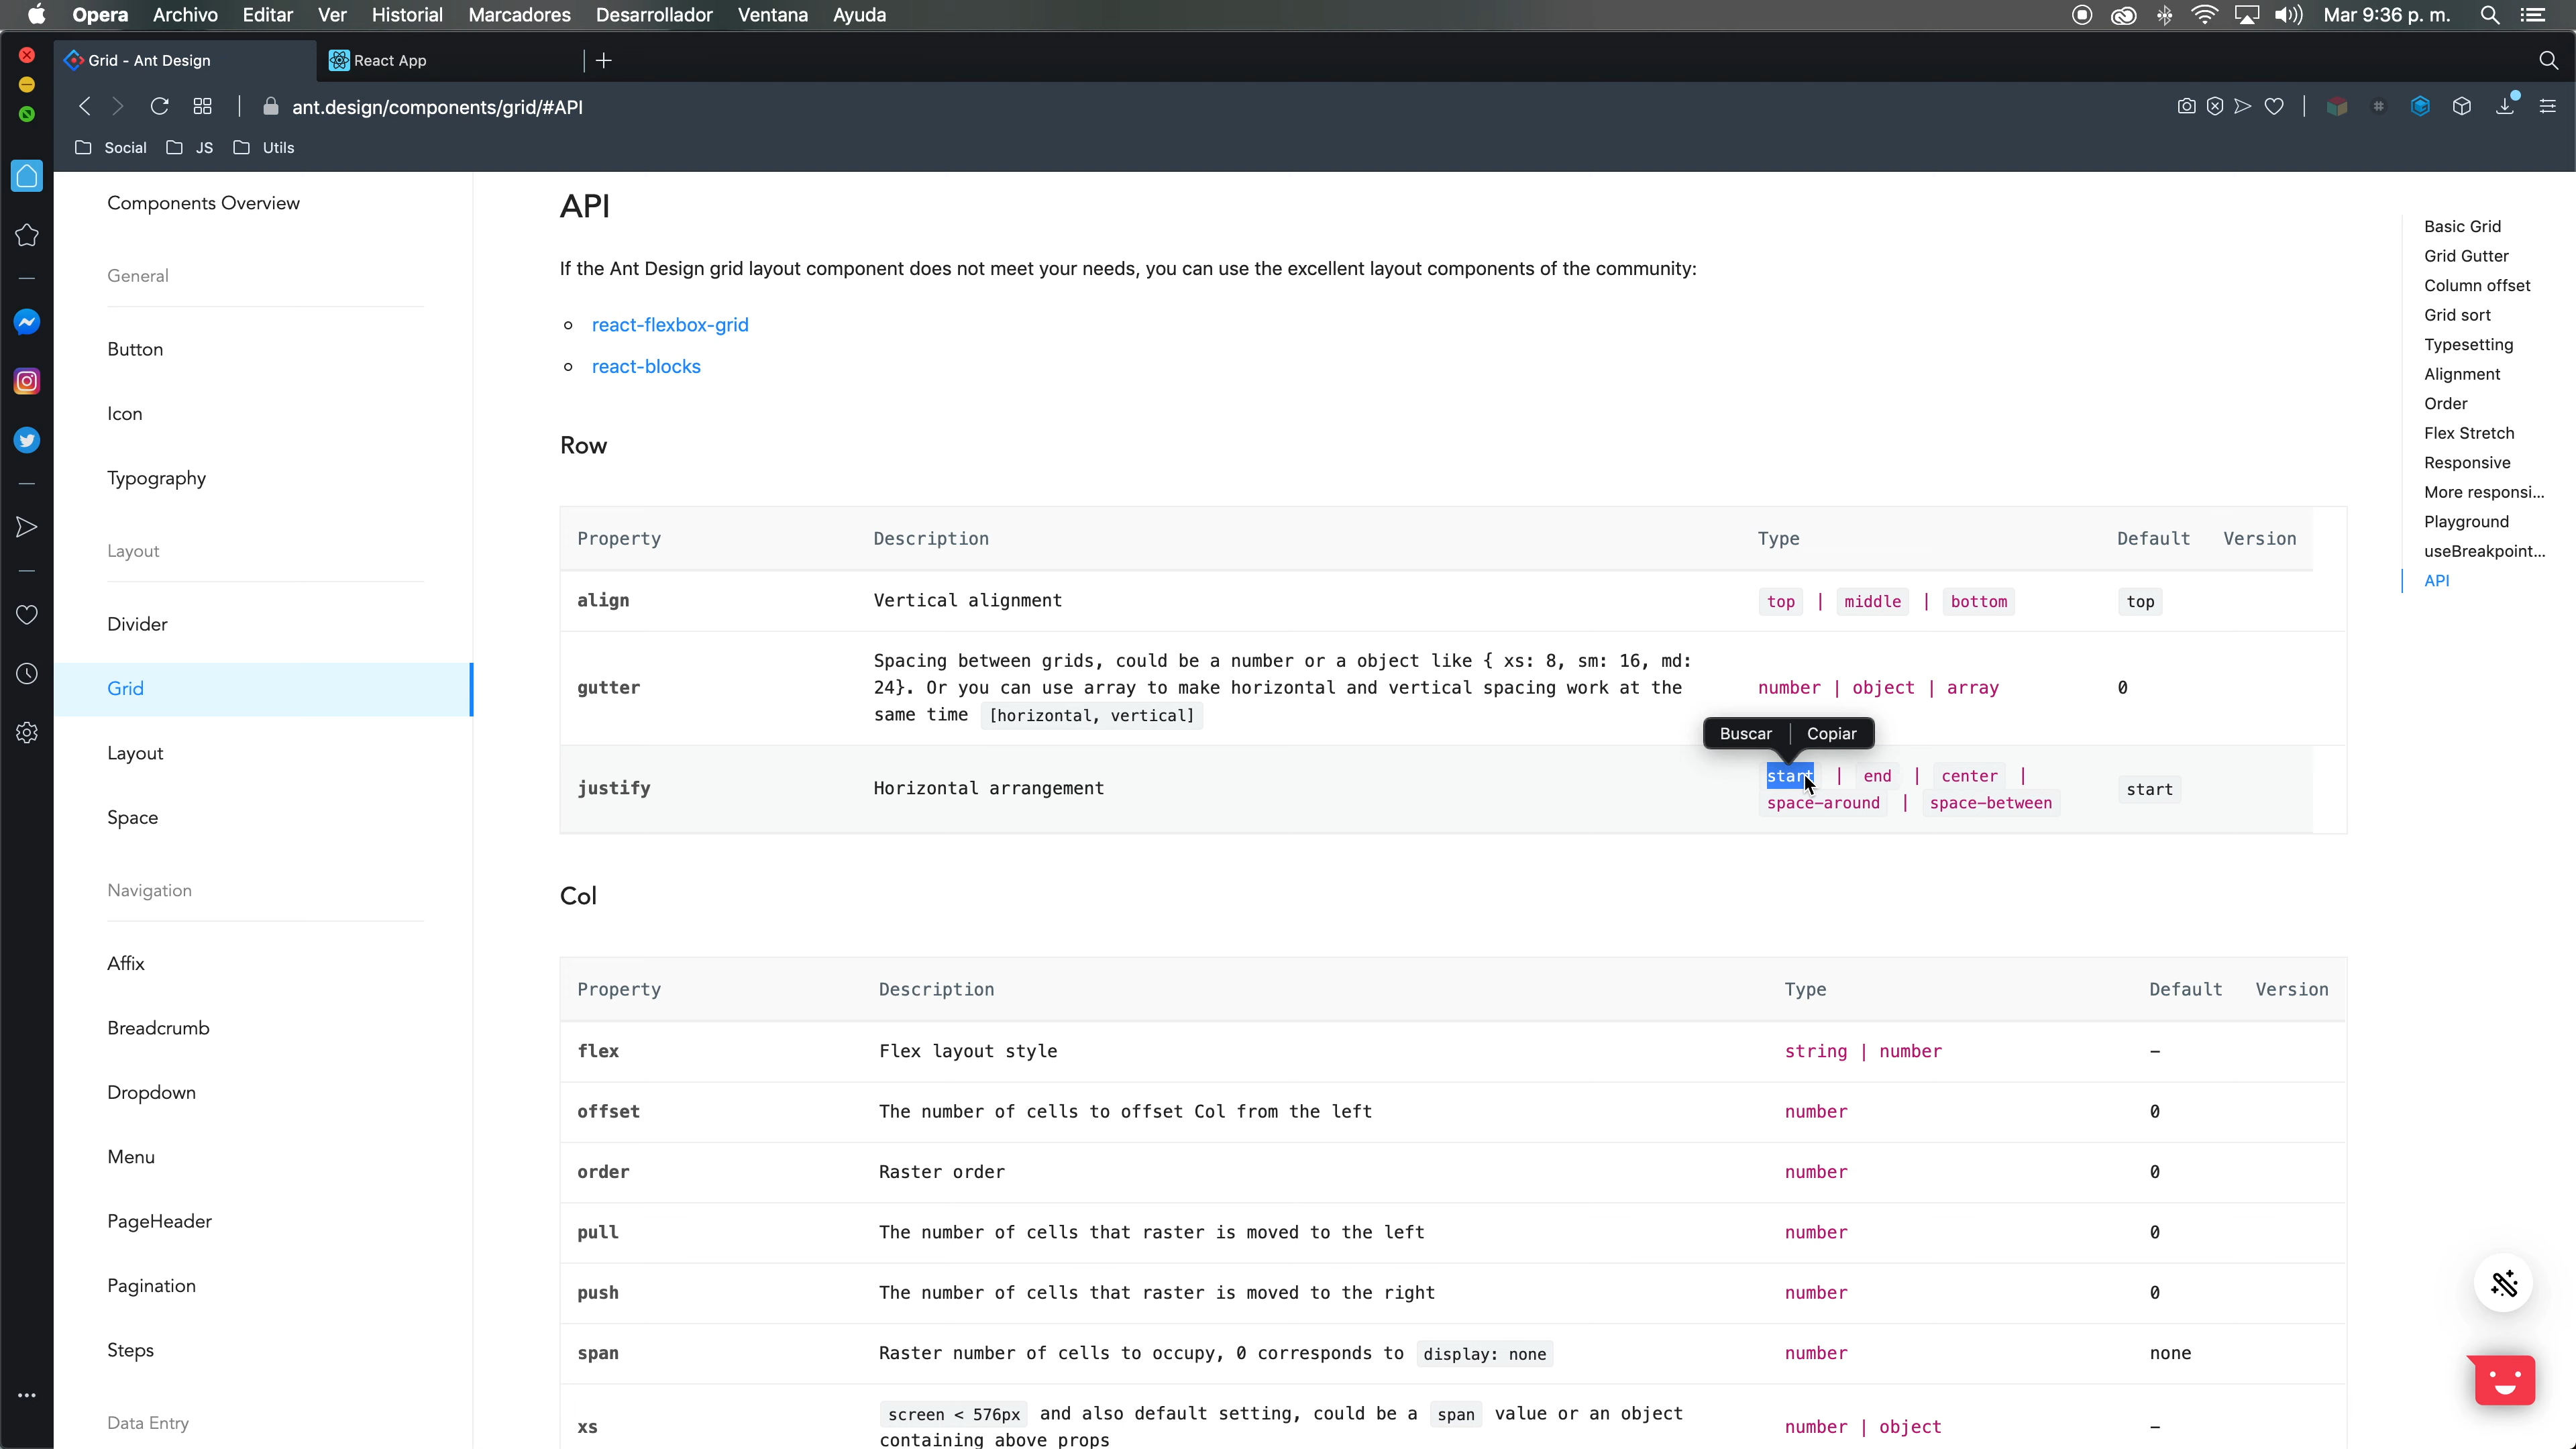 Opera Archivo Editar Ver Historial Marcadores Desarrollador Ventana Ayuda Mar 9:36 p. m.
Grid - Ant Design React App
ant.design/components/grid/#API
Social JS Utils
Components Overview
General
Button
Icon
Typography
Layout
Divider
Grid
Layout
Space
Navigation
Affix
Breadcrumb
Dropdown
Menu
PageHeader
Pagination
Steps
Data Entry
API
If the Ant Design grid layout component does not meet your needs, you can use the excellent layout components of the community:
react-flexbox-grid
react-blocks
Row
Property Description Type Default Version
align Vertical alignment top | middle | bottom top
Spacing between grids, could be a number or a object like { xs: 8, sm: 16, md:
gutter 24}. Or you can use array to make horizontal and vertical spacing work at the number | object | array 0
same time [horizontal, vertical]
Buscar Copiar
start | end | center |
justify Horizontal arrangement start
space-around | space-between
Col
Property Description Type Default Version
flex Flex layout style string | number -
offset The number of cells to offset Col from the left number 0
order Raster order number 0
pull The number of cells that raster is moved to the left number 0
push The number of cells that raster is moved to the right number 0
span Raster number of cells to occupy, 0 corresponds to display: none number none
screen < 576px and also default setting, could be a span value or an object
xs number | object -
containing above props
Basic Grid
Grid Gutter
Column offset
Grid sort
Typesetting
Alignment
Order
Flex Stretch
Responsive
More responsi...
Playground
useBreakpoint...
API